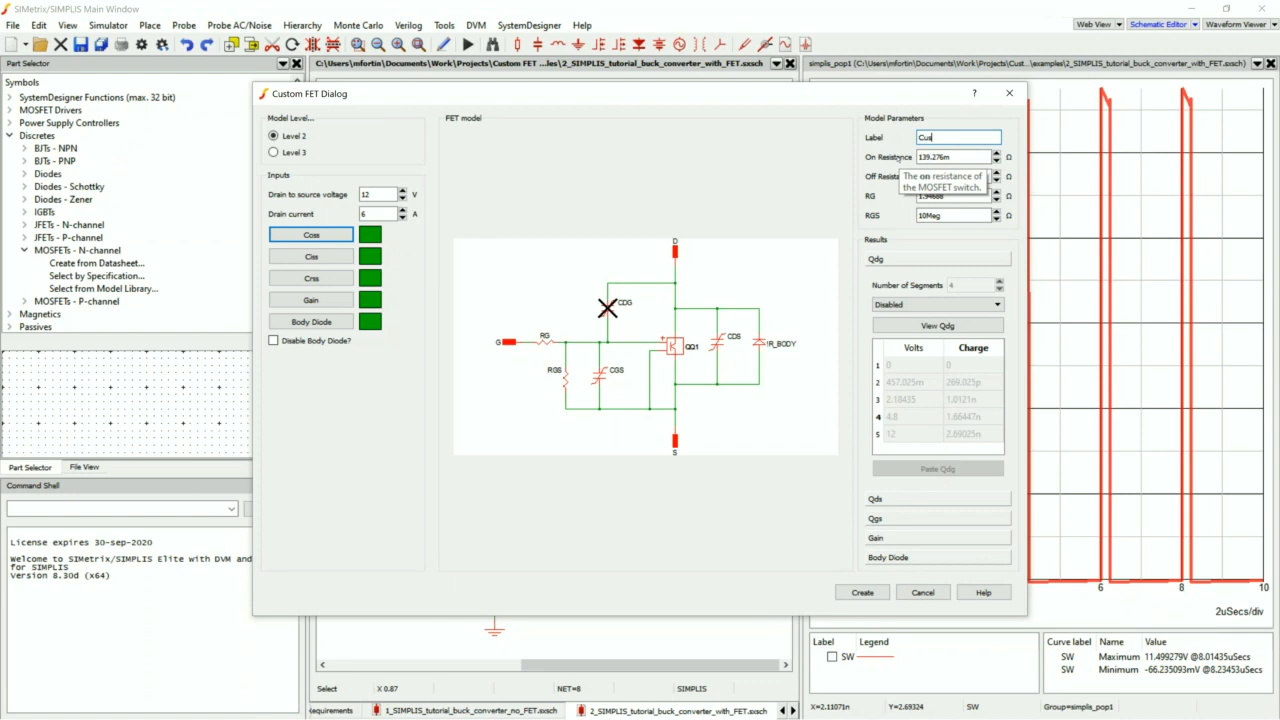 SIMetrix/SIMPLIS Main Window
File Edit View Simulator Place Probe Probe AC/Noise Hierarchy Monte Carlo Verilog Tools DVM SystemDesigner Help
Web View Schematic Editor Waveform Viewer
Part Selector
C:\Users\mfortin\Documents\Work\Projects\Custom FET ...les\2_SIMPLIS_tutorial_buck_converter_with_FET.sxsch
simplis_pop1 (C:\Users\mfortin\Documents\Work\Projects\Cust...\examples\2_SIMPLIS_tutorial_buck_converter_with_FET.sxsch)
Symbols
SystemDesigner Functions (max. 32 bit)
MOSFET Drivers
Power Supply Controllers
Discretes
BJTs - NPN
BJTs - PNP
Diodes
Diodes - Schottky
Diodes - Zener
IGBTs
JFETs - N-channel
JFETs - P-channel
MOSFETs - N-channel
Create from Datasheet...
Select by Specification...
Select from Model Library...
MOSFETs - P-channel
Magnetics
Passives
Part Selector File View
Command Shell
License expires 30-sep-2020
Welcome to SIMetrix/SIMPLIS Elite with DVM and
for SIMPLIS
Version 8.30d (x64)
Custom FET Dialog
?
Model Level...
Level 2
Level 3
Inputs
Drain to source voltage 12 V
Drain current 6 A
Coss
Ciss
Crss
Gain
Body Diode
Disable Body Diode?
FET model
D
CDG
RG
G
QQ1
CDS
!R_BODY
RGS
CGS
S
Model Parameters
Label Cus
On Resistance 139.276m Ω
Off Resista Ω
The on resistance of
the MOSFET switch.
RG 1.94688 Ω
RGS 10Meg Ω
Results
Qdg
Number of Segments 4
Disabled
View Qdg
Volts Charge
1 0 0
2 457.025m 269.025p
3 2.18435 1.0121n
4 4.8 1.66447n
5 12 2.69025n
Paste Qdg
Qds
Qgs
Gain
Body Diode
Create Cancel Help
6 8 10
2uSecs/div
Label Legend
SW
Curve label Name Value
SW Maximum 11.499279V @8.01435uSecs
SW Minimum -66.235093mV @8.23453uSecs
Select X 0.87 NET=8 SIMPLIS
equirements 1_SIMPLIS_tutorial_buck_converter_no_FET.sxsch 2_SIMPLIS_tutorial_buck_converter_with_FET.sxsch
X=2.11071n Y=2.69324 SW Group=simplis_pop1